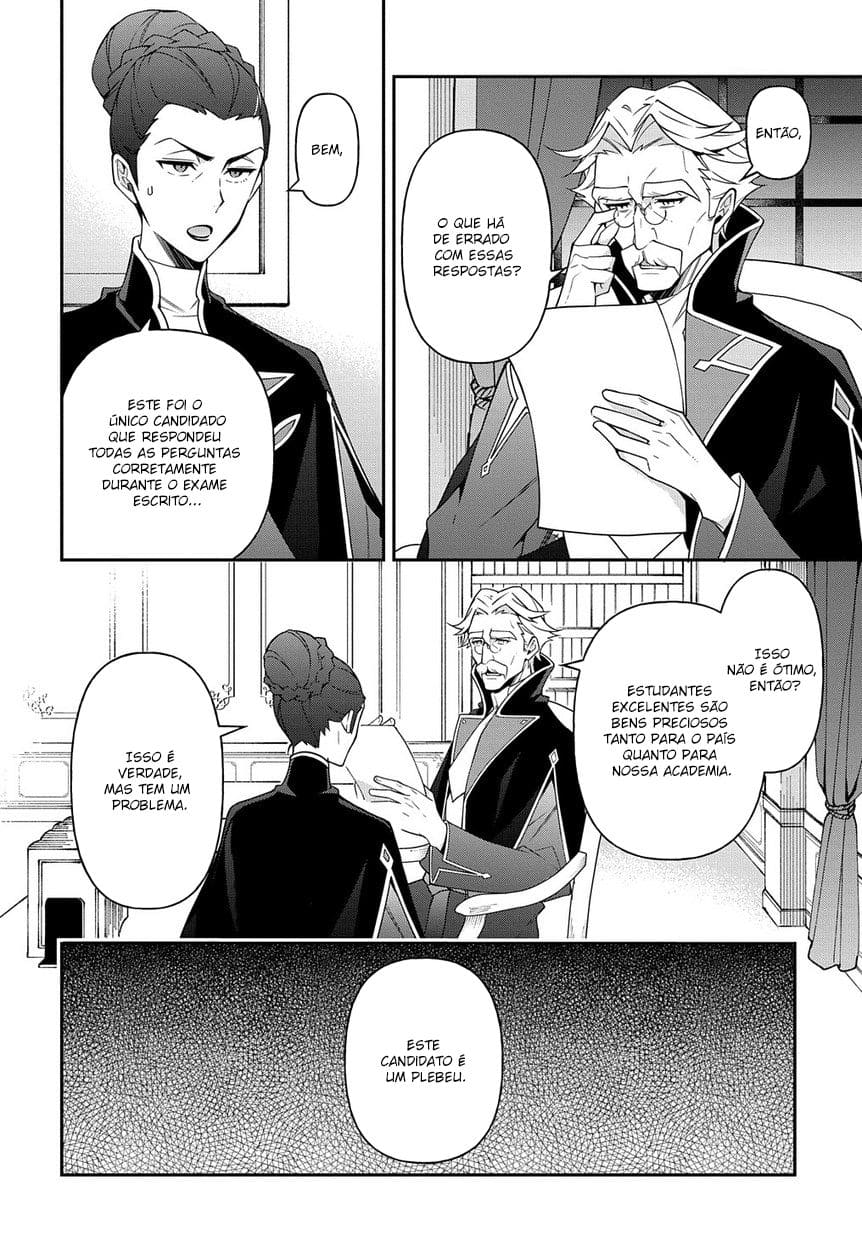 ENTÃO,
O QUE HÁ
DE ERRADO
COM ESSAS
RESPOSTAS?
BEM,
ESTE FOI O
ÚNICO CANDIDADO
QUE RESPONDEU
TODAS AS PERGUNTAS
CORRETAMENTE
DURANTE O EXAME
ESCRITO...
ISSO
NÃO É ÓTIMO,
ENTÃO?
ESTUDANTES
EXCELENTES SÃO
BENS PRECIOSOS
TANTO PARA O PAÍS
QUANTO PARA
NOSSA ACADEMIA.
ISSO É
VERDADE,
MAS TEM UM
PROBLEMA.
ESTE
CANDIDATO É
UM PLEBEU.